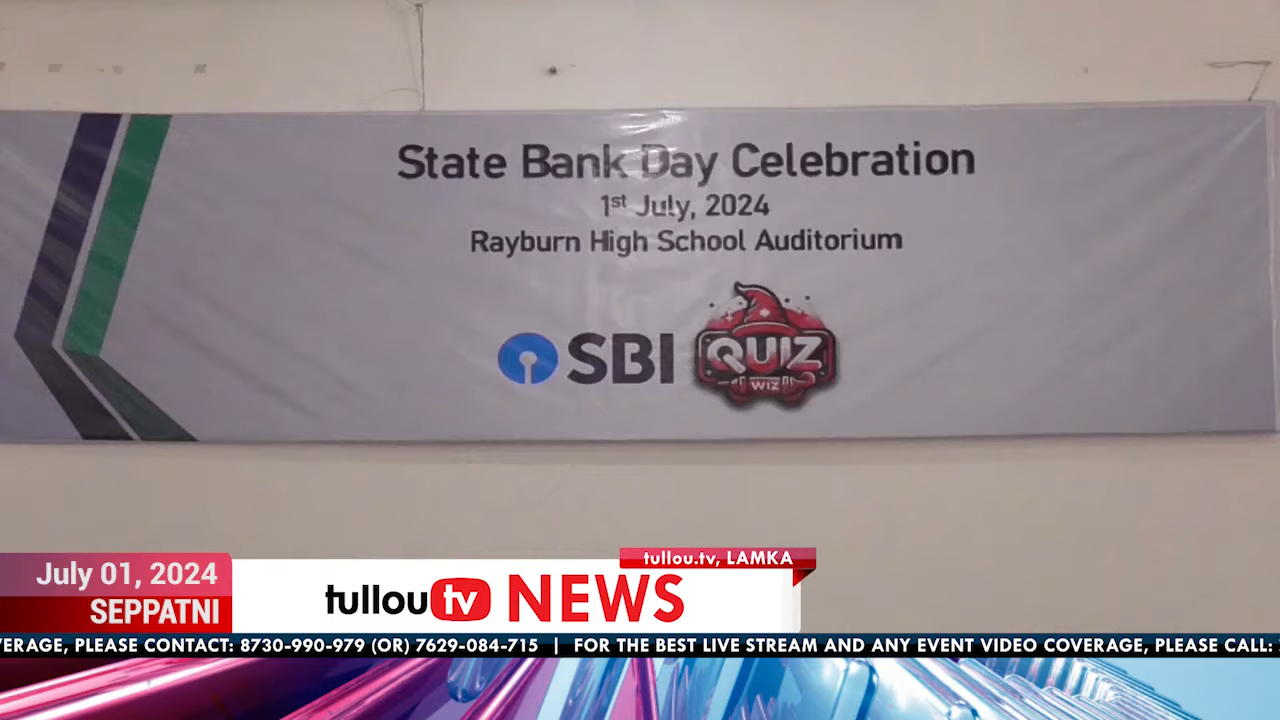 State Bank Day Celebration
1st July, 2024
Rayburn High School Auditorium
SBI
QUIZ
WIZ
tullou.tv, LAMKA
July 01, 2024
SEPPATNI
tullou tv NEWS
VERAGE, PLEASE CONTACT: 8730-990-979 (OR) 7629-084-715 | FOR THE BEST LIVE STREAM AND ANY EVENT VIDEO COVERAGE, PLEASE CALL: